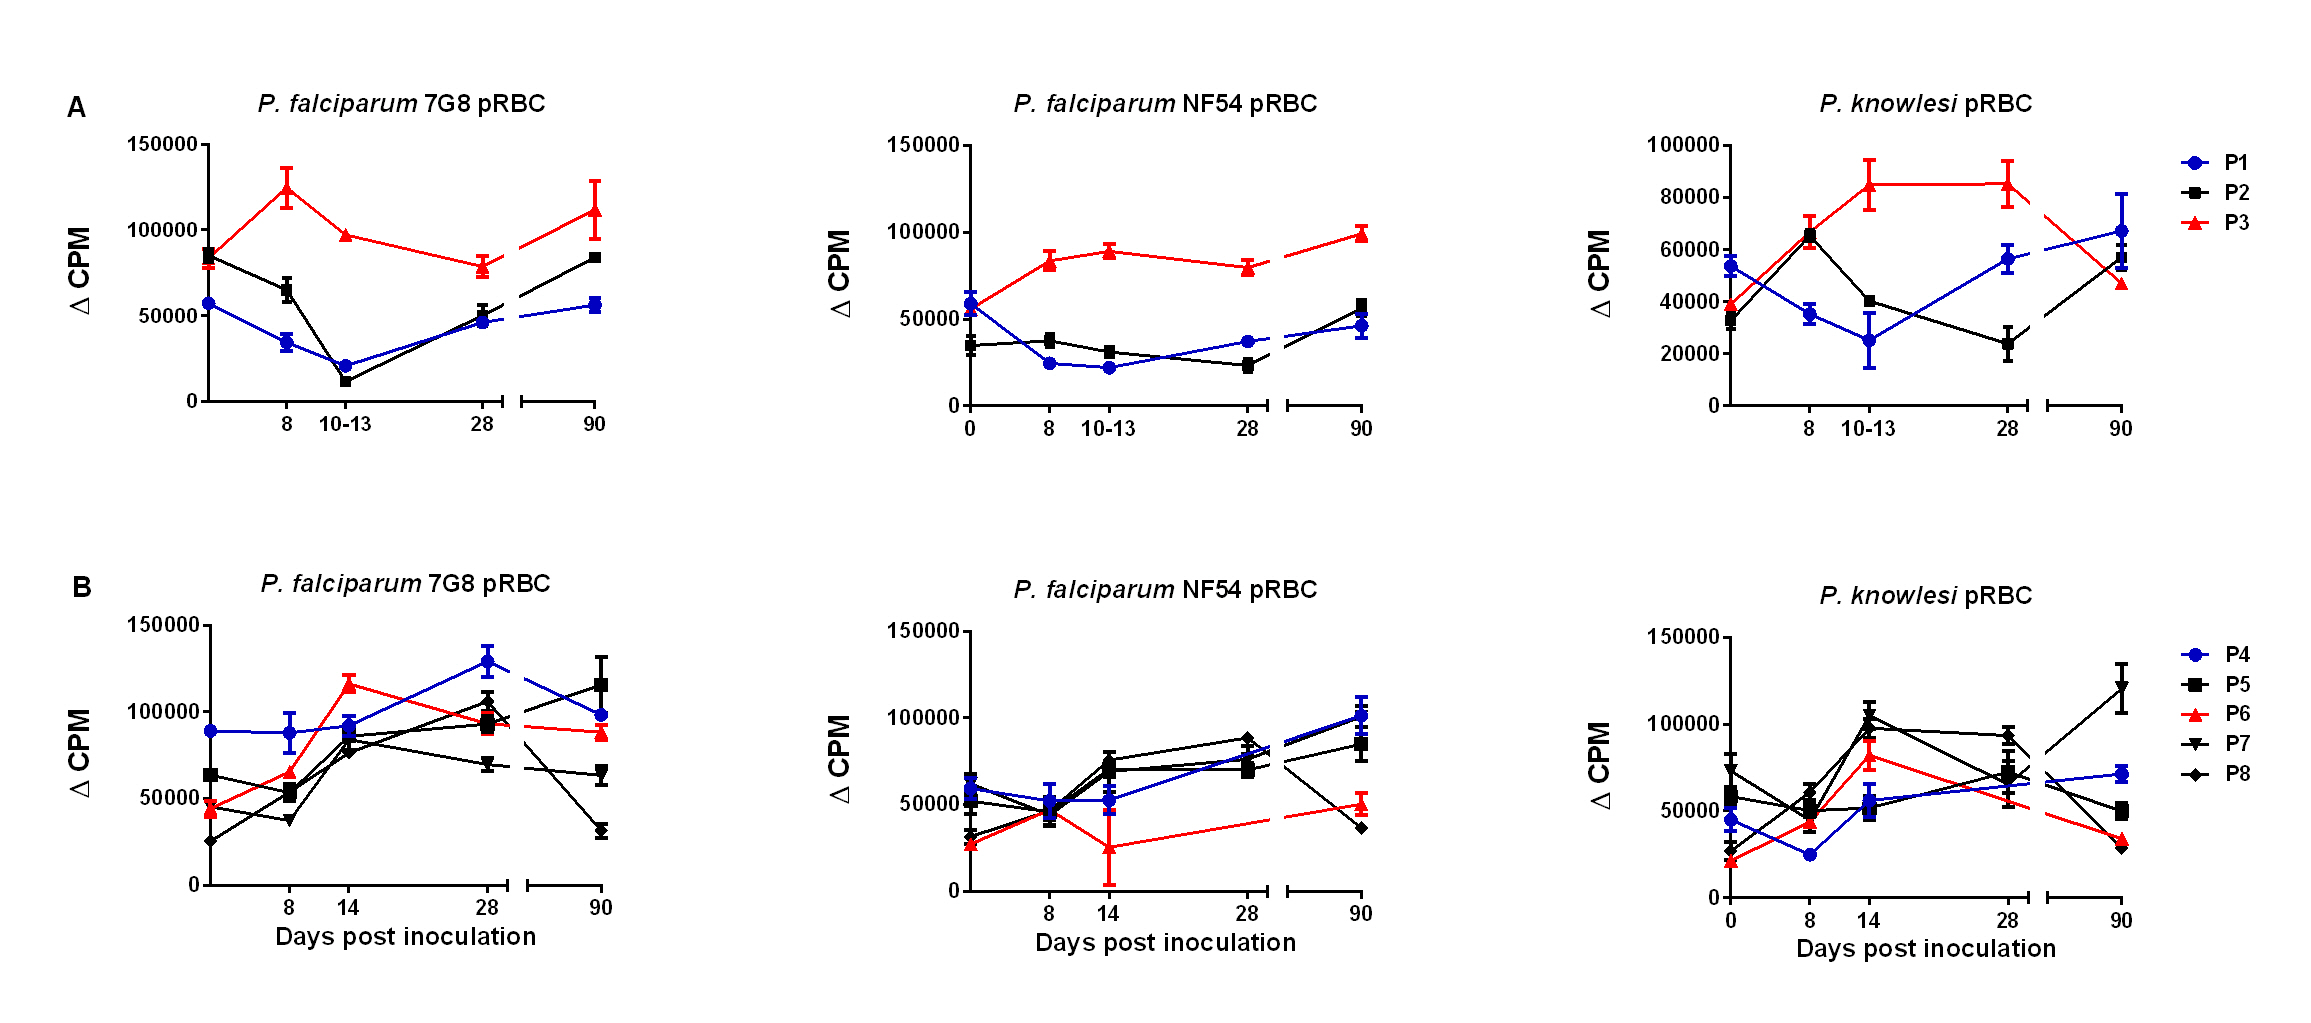 A
P. falciparum 7G8 pRBC
150000
100000
50000
0
Δ CPM
8 10-13 28 90
P. falciparum NF54 pRBC
150000
100000
50000
0
Δ CPM
0 8 10-13 28 90
P. knowlesi pRBC
100000
80000
60000
40000
20000
0
Δ CPM
8 10-13 28 90
P1
P2
P3
B
P. falciparum 7G8 pRBC
150000
100000
50000
0
Δ CPM
8 14 28 90
Days post inoculation
P. falciparum NF54 pRBC
150000
100000
50000
0
Δ CPM
8 14 28 90
Days post inoculation
P. knowlesi pRBC
150000
100000
50000
0
Δ CPM
0 8 14 28 90
Days post inoculation
P4
P5
P6
P7
P8